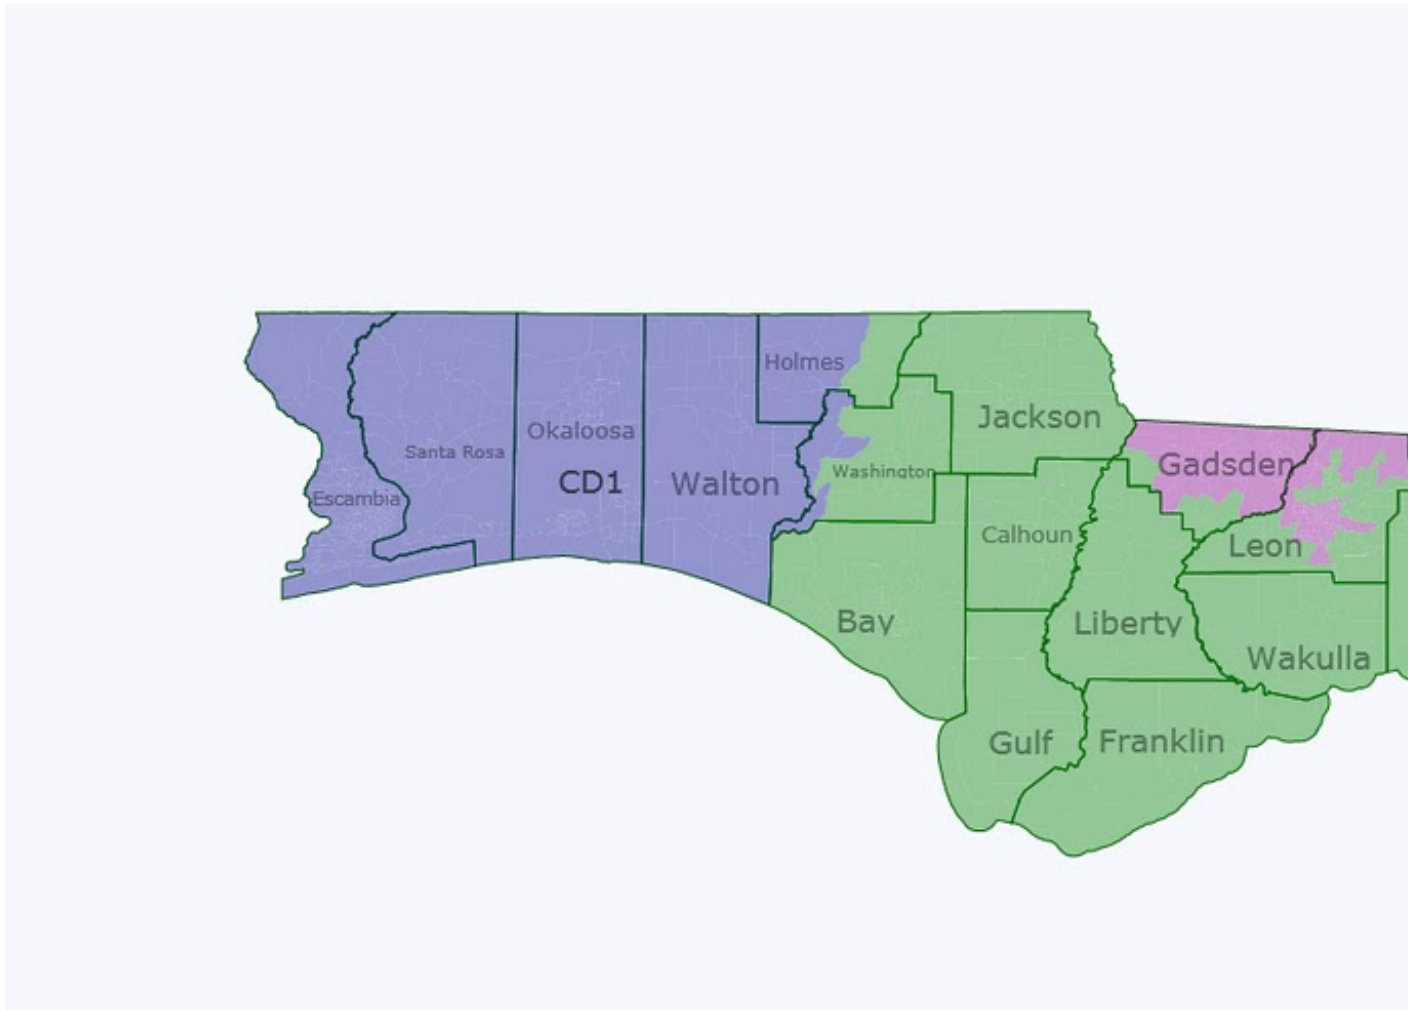 Holmes
Jackson
Okaloosa
Santa Rosa
CD1
Walton
Washington
Gadsden
Escambia
Calhoun
Leon
Bay
Liberty
Wakulla
Gulf
Franklin